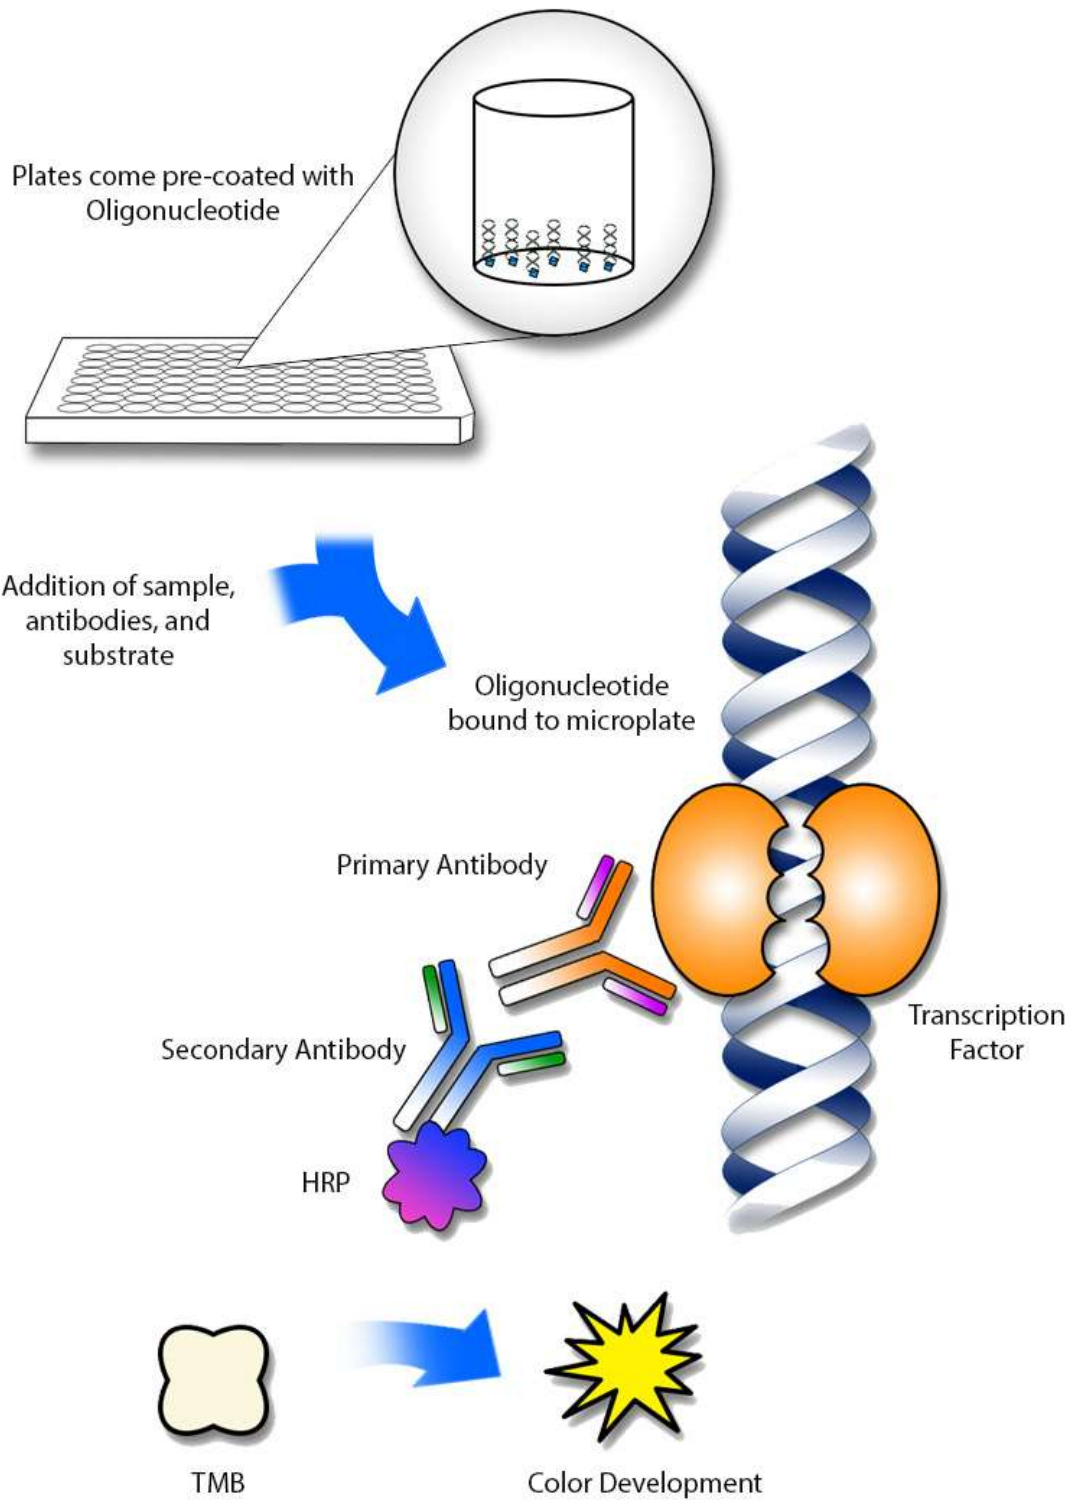 Plates come pre-coated with
Oligonucleotide
Addition of sample,
antibodies, and
substrate
Oligonucleotide
bound to microplate
Primary Antibody
Transcription
Factor
Secondary Antibody
HRP
TMB
Color Development